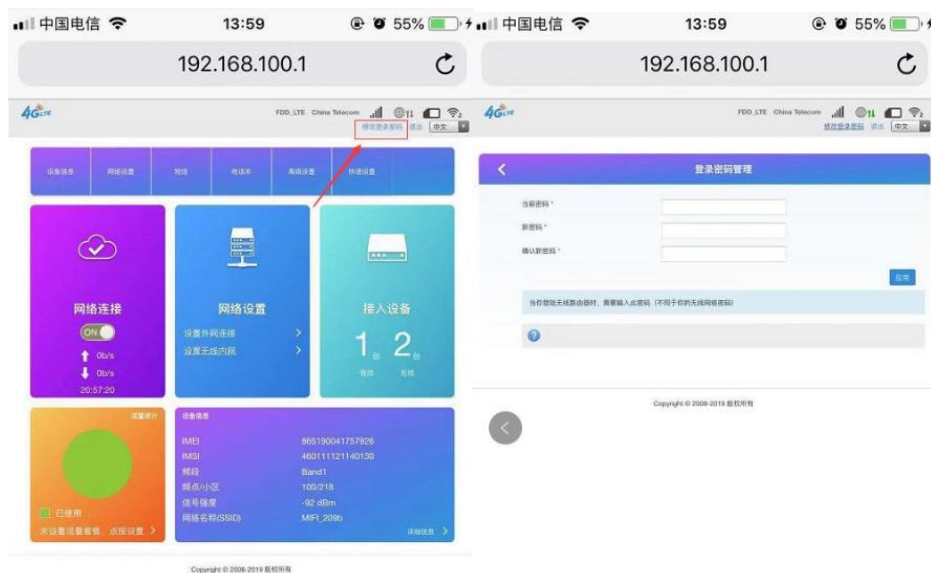 中国电信 13:59 55%
192.168.100.1
4GLTE FDD_LTE China Telecom 2
修改登录密码 退出 中文
设备信息 网络设置 短信 电话本 高级设置 快速设置
网络连接
ON
0b/s
0b/s
20:57:20
网络设置
设置外网连接
设置无线内网
接入设备
1台 2台
有线 无线
流量统计
已使用
未设置流量套餐，点按设置
设备信息
IMEI 865190041757926
IMSI 460111121140130
频段 Band1
频点/小区 100/218
信号强度 -92 dBm
网络名称(SSID) MIFI_209b
详细信息
Copyright © 2008-2019 版权所有
中国电信 13:59 55%
192.168.100.1
4GLTE FDD_LTE China Telecom 2
修改登录密码 退出 中文
登录密码管理
当前密码 *
新密码 *
确认新密码 *
应用
当你登陆无线路由器时，需要输入此密码（不同于你的无线网络密码）
?
Copyright © 2008-2019 版权所有